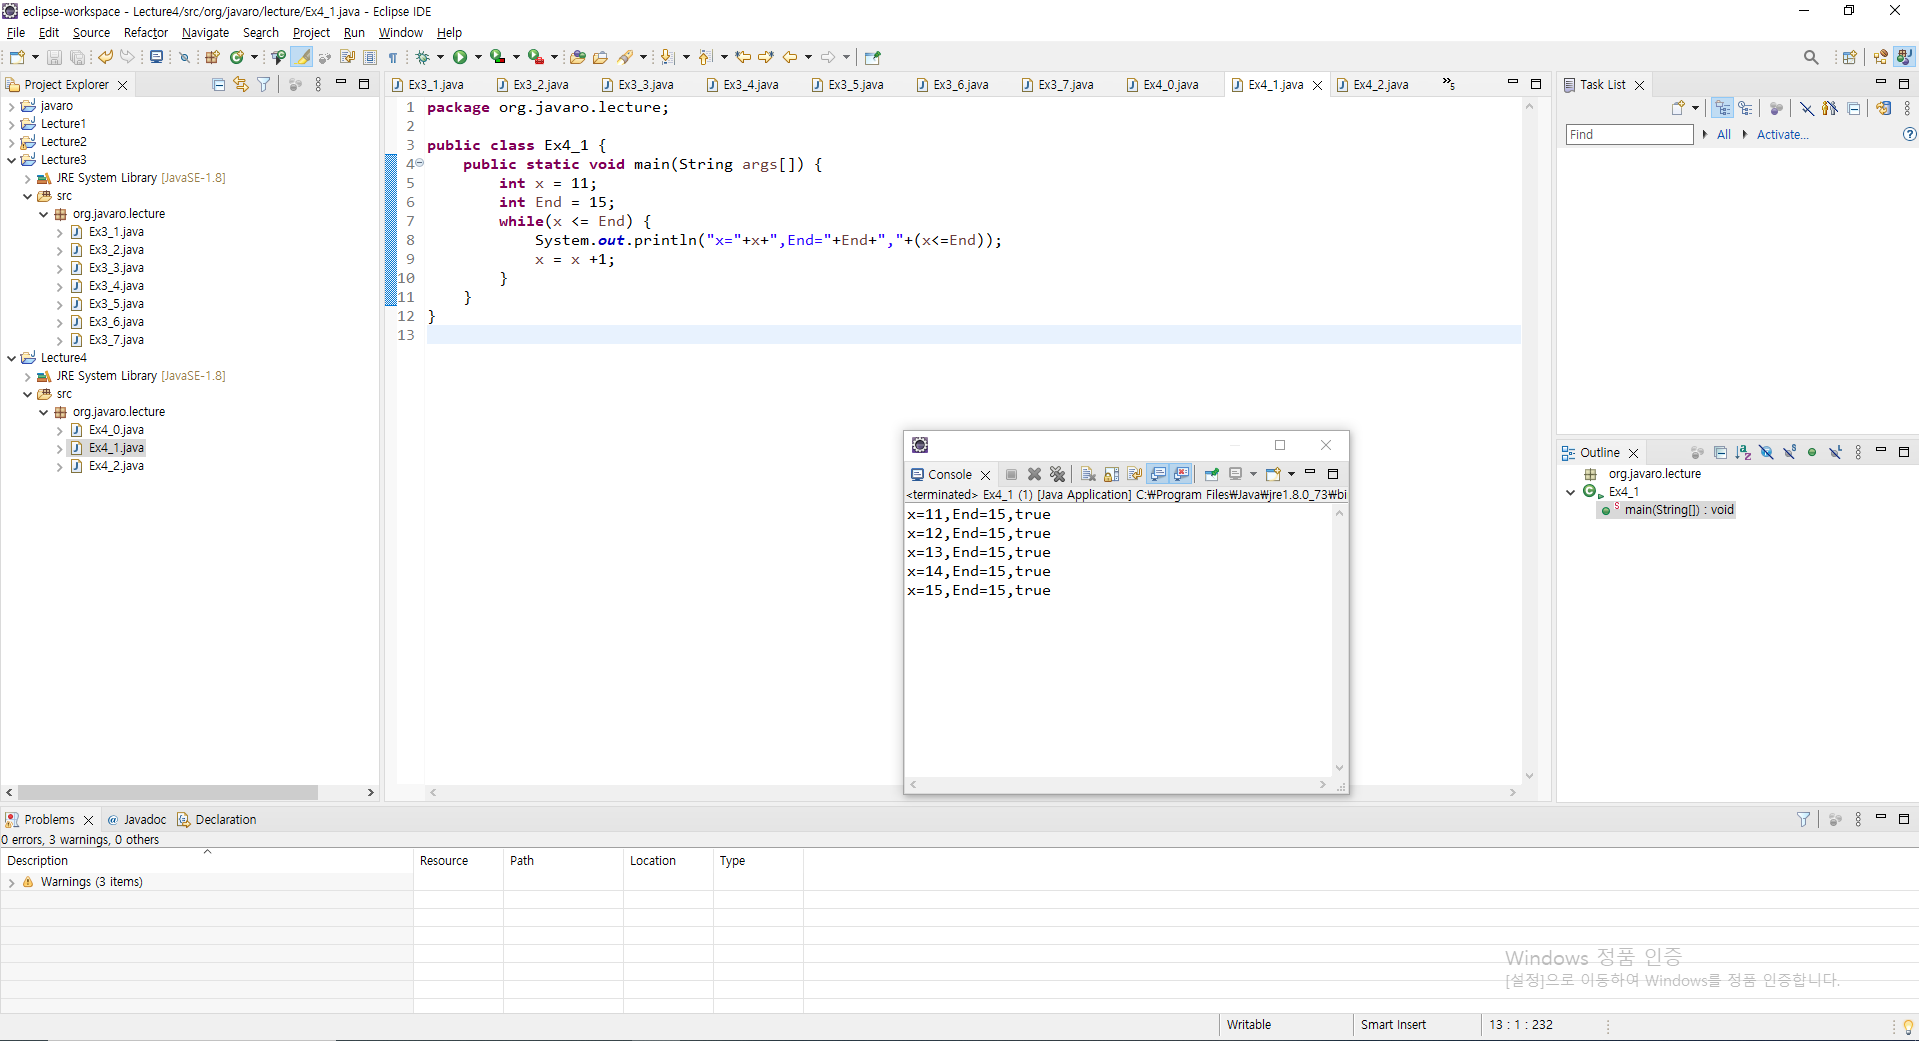 eclipse-workspace - Lecture4/src/org/javaro/lecture/Ex4_1.java - Eclipse IDE
File Edit Source Refactor Navigate Search Project Run Window Help
Project Explorer
javaro
Lecture1
Lecture2
Lecture3
JRE System Library [JavaSE-1.8]
src
org.javaro.lecture
Ex3_1.java
Ex3_2.java
Ex3_3.java
Ex3_4.java
Ex3_5.java
Ex3_6.java
Ex3_7.java
Lecture4
JRE System Library [JavaSE-1.8]
src
org.javaro.lecture
Ex4_0.java
Ex4_1.java
Ex4_2.java
Ex3_1.java Ex3_2.java Ex3_3.java Ex3_4.java Ex3_5.java Ex3_6.java Ex3_7.java Ex4_0.java Ex4_1.java Ex4_2.java »5
1 package org.javaro.lecture;
2
3 public class Ex4_1 {
4 public static void main(String args[]) {
5 int x = 11;
6 int End = 15;
7 while(x <= End) {
8 System.out.println("x="+x+",End="+End+","+(x<=End));
9 x = x +1;
10 }
11 }
12 }
13
Console
<terminated> Ex4_1 (1) [Java Application] C:₩Program Files₩Java₩jre1.8.0_73₩bi
x=11,End=15,true
x=12,End=15,true
x=13,End=15,true
x=14,End=15,true
x=15,End=15,true
Task List
Find All Activate...
Outline
org.javaro.lecture
Ex4_1
main(String[]) : void
Problems @ Javadoc Declaration
0 errors, 3 warnings, 0 others
Description Resource Path Location Type
Warnings (3 items)
Windows 정품 인증
[설정]으로 이동하여 Windows를 정품 인증합니다.
Writable Smart Insert 13 : 1 : 232